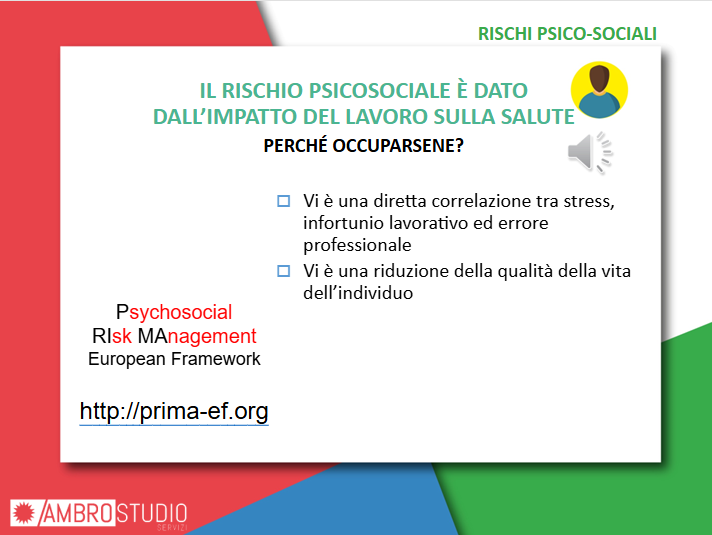 RISCHI PSICO-SOCIALI
IL RISCHIO PSICOSOCIALE È DATO
DALL'IMPATTO DEL LAVORO SULLA SALUTE
PERCHÉ OCCUPARSENE?
Vi è una diretta correlazione tra stress,
infortunio lavorativo ed errore
professionale
Vi è una riduzione della qualità della vita
dell'individuo
Psychosocial
RIsk MAnagement
European Framework
http://prima-ef.org
AMBROSTUDIO
SERVIZI